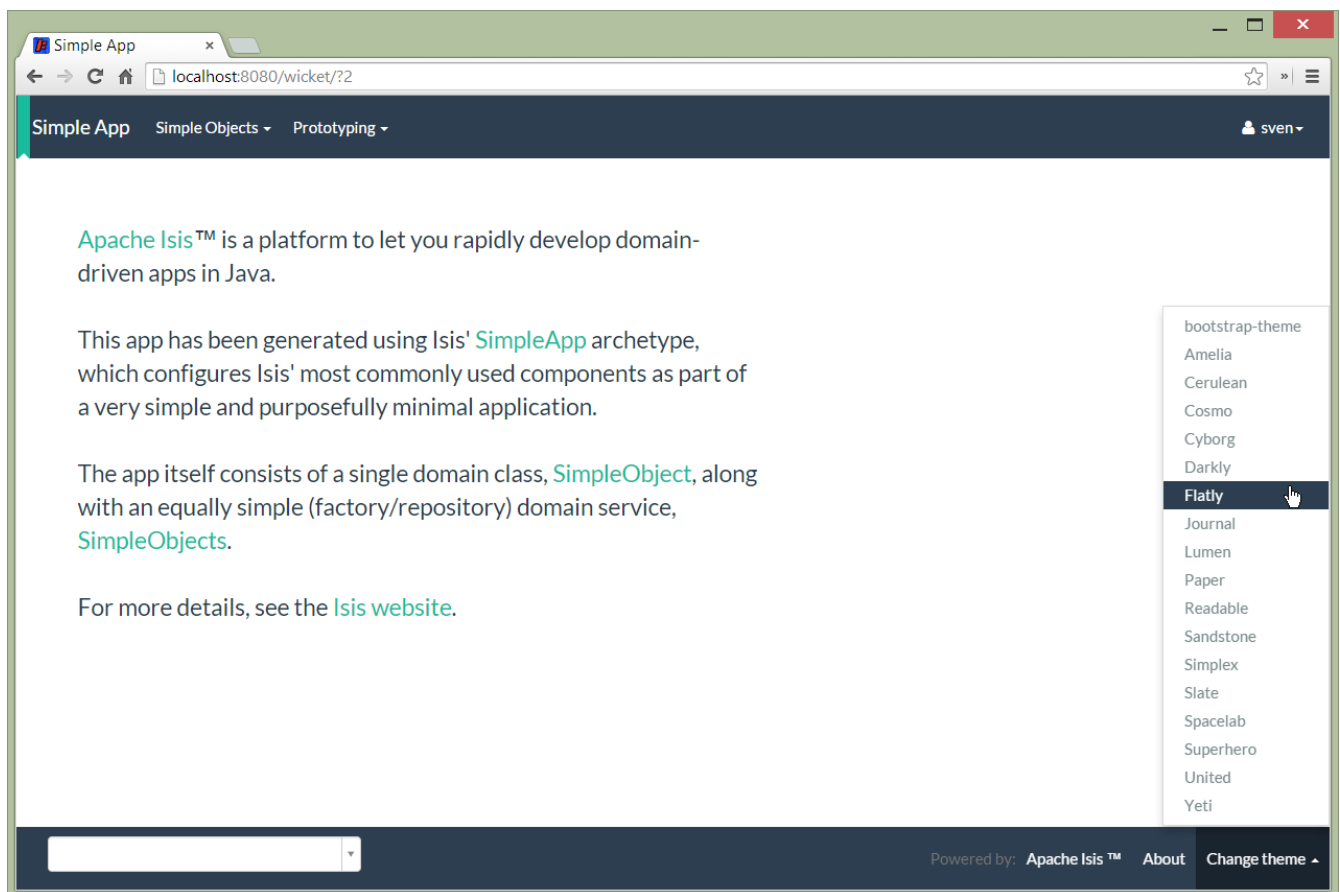 Simple App
localhost:8080/wicket/?2
Simple App Simple Objects Prototyping sven
Apache Isis™ is a platform to let you rapidly develop domain-
driven apps in Java.
This app has been generated using Isis' SimpleApp archetype,
which configures Isis' most commonly used components as part of
a very simple and purposefully minimal application.
The app itself consists of a single domain class, SimpleObject, along
with an equally simple (factory/repository) domain service,
SimpleObjects.
For more details, see the Isis website.
bootstrap-theme
Amelia
Cerulean
Cosmo
Cyborg
Darkly
Flatly
Journal
Lumen
Paper
Readable
Sandstone
Simplex
Slate
Spacelab
Superhero
United
Yeti
Powered by: Apache Isis ™ About Change theme